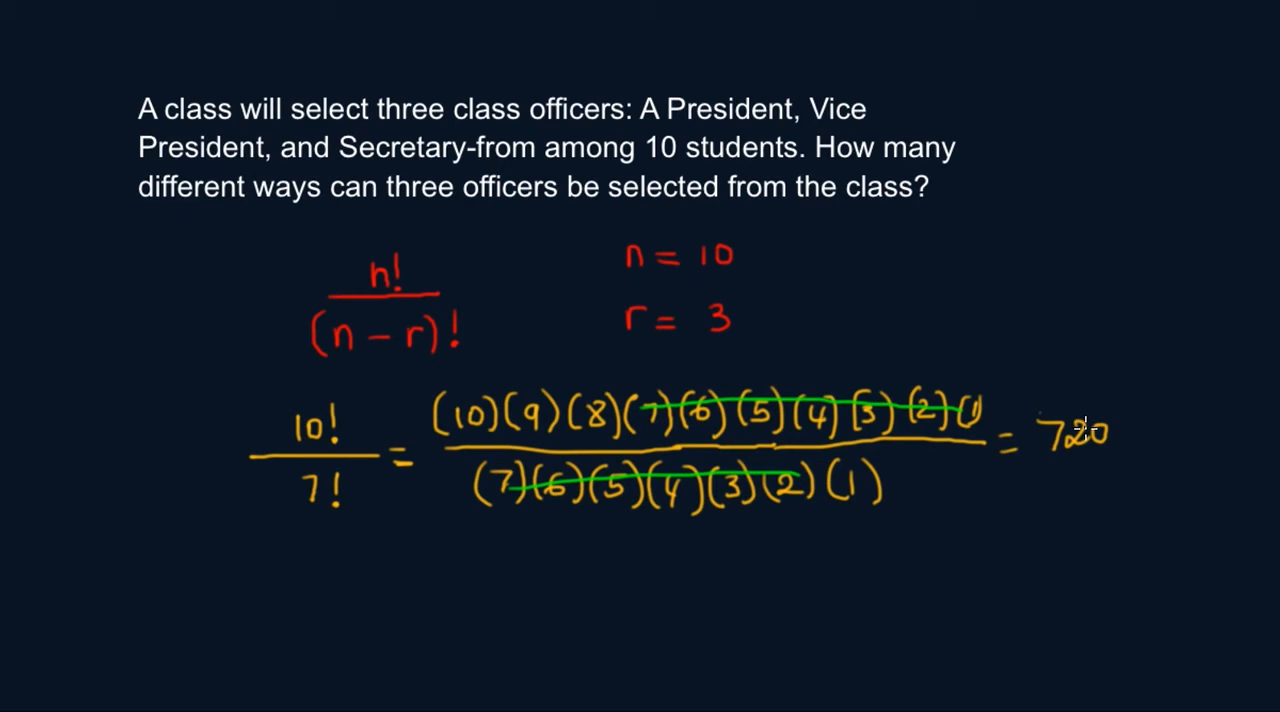 A class will select three class officers: A President, Vice
President, and Secretary-from among 10 students. How many
different ways can three officers be selected from the class?
n!
(n - r)!
n = 10
r = 3
10!
7!
=
(10)(9)(8)(7)(6)(5)(4)(3)(2)(1)
(7)(6)(5)(4)(3)(2)(1)
= 720